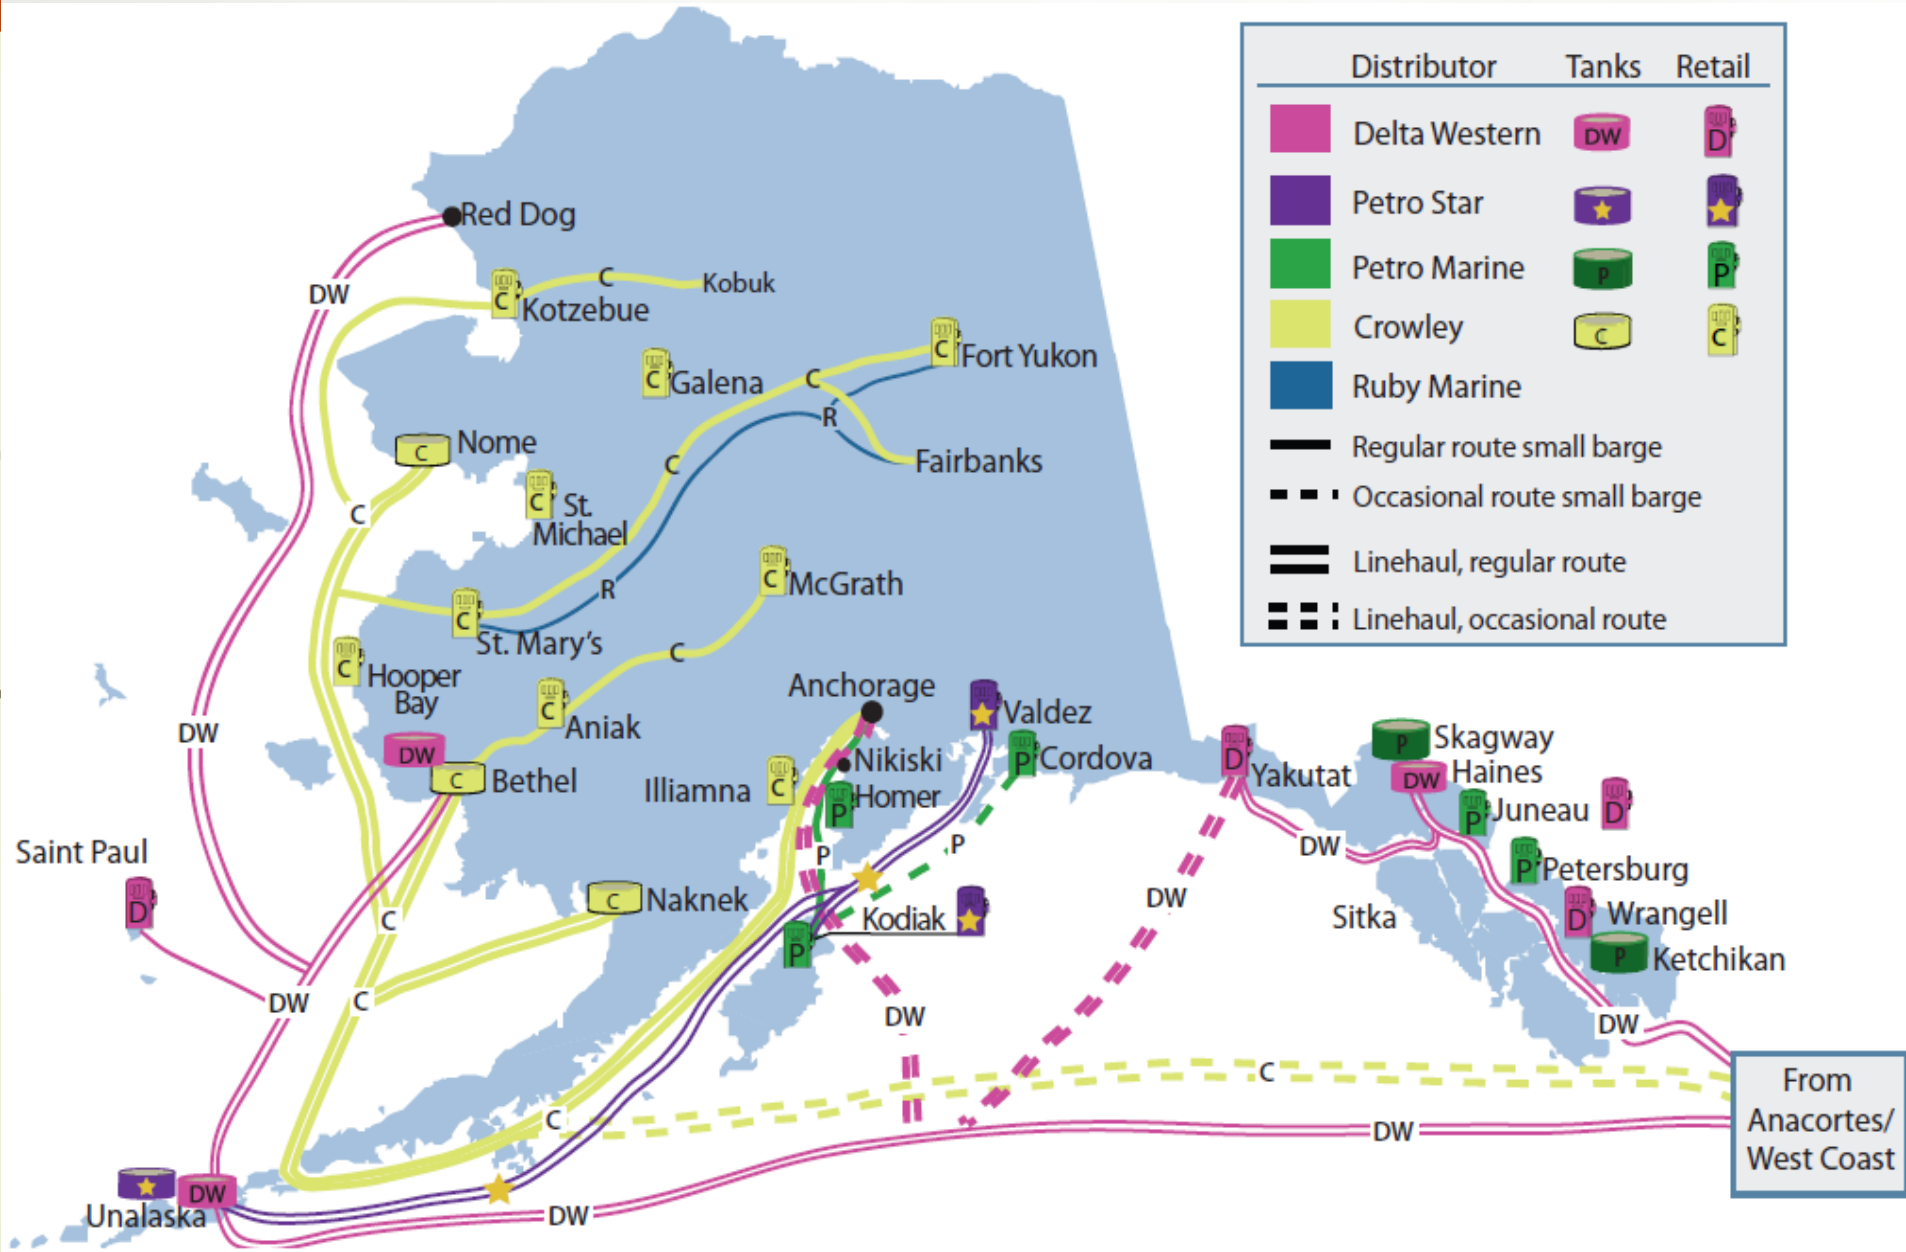 Distributor Tanks Retail
Delta Western DW D
Petro Star
Petro Marine P P
Crowley C C
Ruby Marine
Regular route small barge
Occasional route small barge
Linehaul, regular route
Linehaul, occasional route
Red Dog
DW
C
Kobuk
C
Kotzebue
C
Fort Yukon
C
Galena
C
R
C
Nome
C
Fairbanks
C
St.
Michael
C
C
R
C
McGrath
C
St. Mary's
C
C
Hooper
Bay
C
Aniak
DW
DW
C
Bethel
Anchorage
Valdez
Nikiski
P
Cordova
C
Illiamna
P
Homer
D
Yakutat
P
Skagway
DW
Haines
P
Juneau
D
DW
P
Petersburg
P
P
Saint Paul
D
C
Naknek
DW
Kodiak
P
Sitka
D
Wrangell
P
Ketchikan
C
DW
C
DW
DW
C
C
DW
DW
From
Anacortes/
West Coast
DW
Unalaska
DW